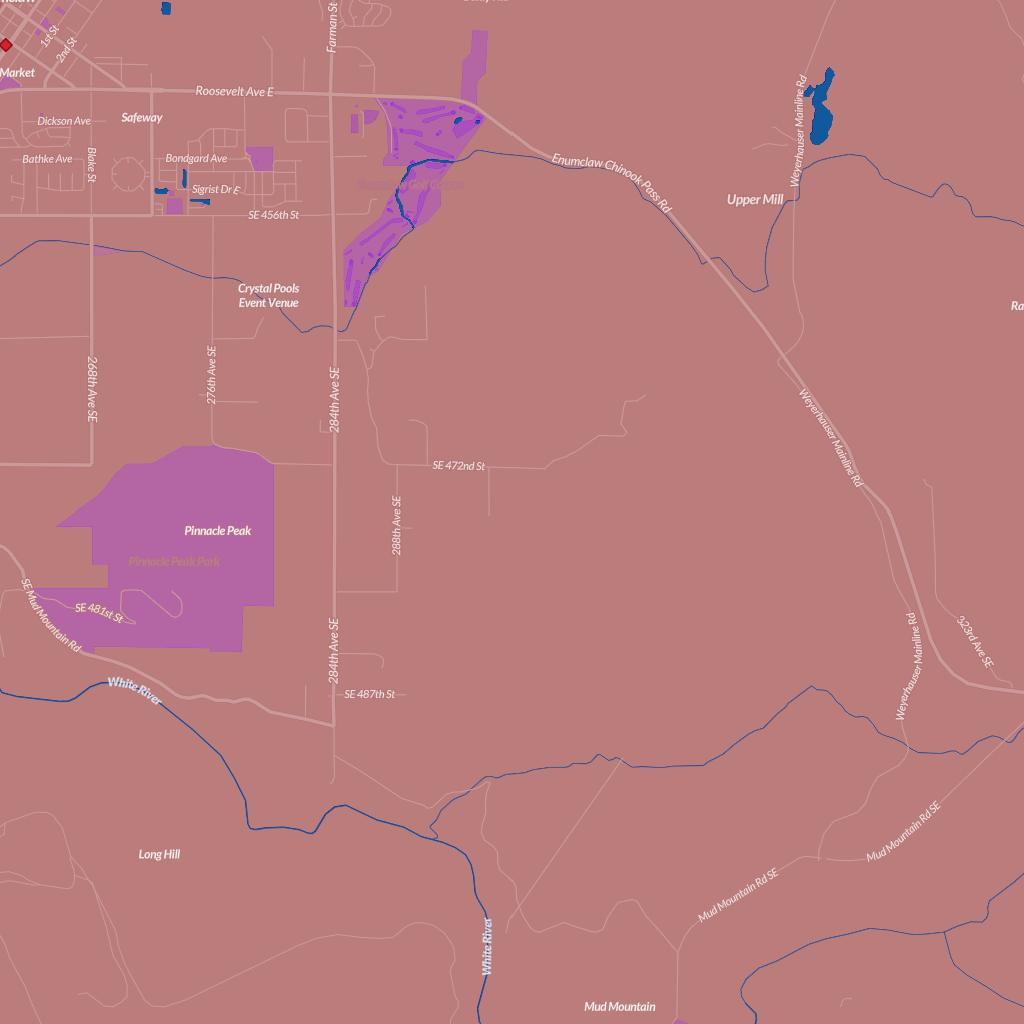 Farman St
1st St
2nd St
Market
Roosevelt Ave E
Dickson Ave
Safeway
Bathke Ave
Blake St
Bondgard Ave
Sigrist Dr E
SE 456th St
Enumclaw Chinook Pass Rd
Weyerhauser Mainline Rd
Upper Mill
Crystal Pools
Event Venue
Ra
268th Ave SE
276th Ave SE
284th Ave SE
Weyerhauser Mainline Rd
SE 472nd St
288th Ave SE
Pinnacle Peak
Pinnacle Peak Park
SE 481st St
SE Mud Mountain Rd
284th Ave SE
Weyerhauser Mainline Rd
323rd Ave SE
White River
SE 487th St
Mud Mountain Rd SE
Long Hill
Mud Mountain Rd SE
White River
Mud Mountain